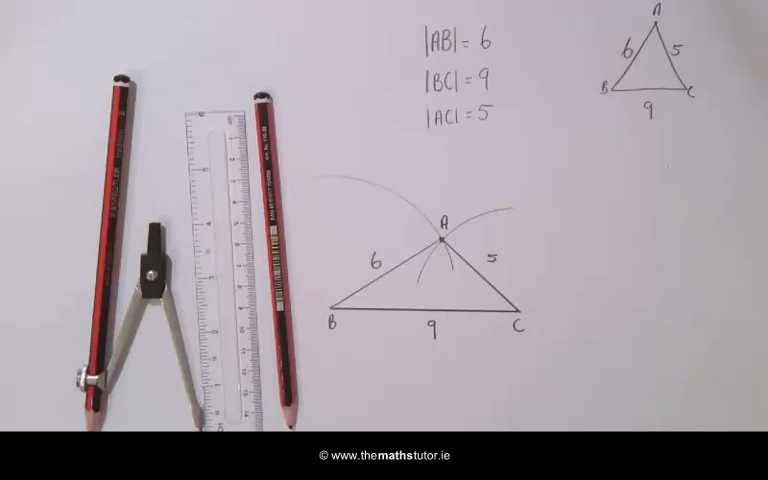 |AB| = 6
|BC| = 9
|AC| = 5
A
6 5
B C
9
A
6 5
B C
9
© www.themathstutor.ie